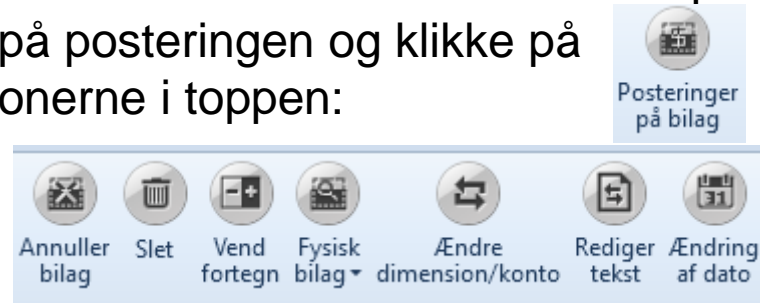 på posteringen og klikke på
onerne i toppen:
Posteringer
på bilag
Annuller
bilag
Slet
Vend
fortegn
Fysisk
bilag
Ændre
dimension/konto
Rediger
tekst
31
Ændring
af dato